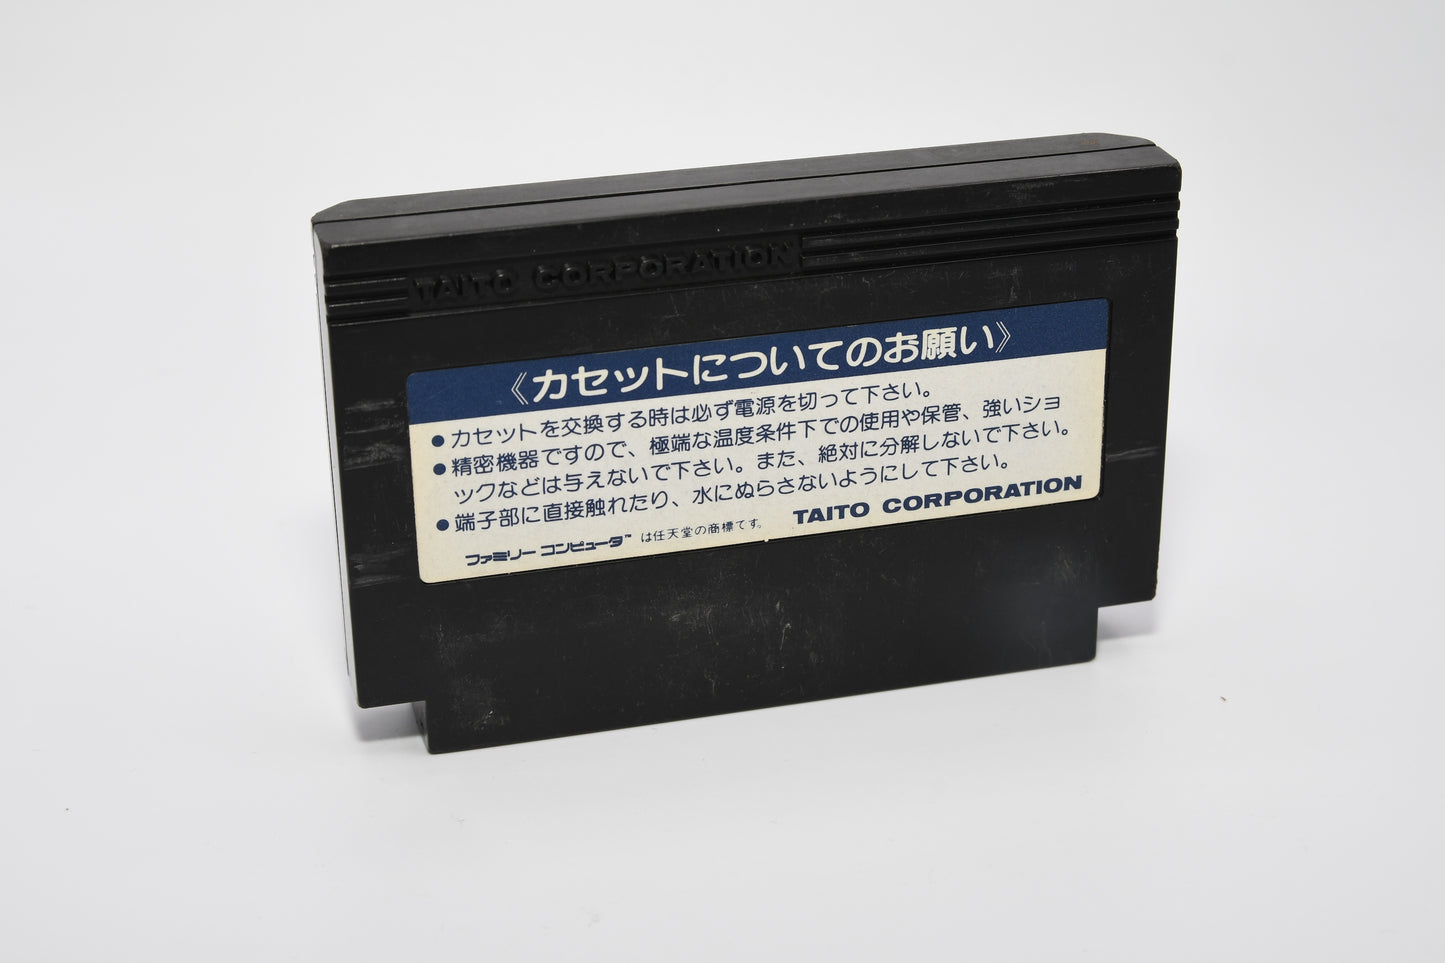 TAITO CORPORATION
《カセットについてのお願い》
●カセットを交換する時は必ず電源を切って下さい。
●精密機器ですので、極端な温度条件下での使用や保管、強いショ
ックなどは与えないで下さい。また、絶対に分解しないで下さい。
●端子部に直接触れたり、水にぬらさないようにして下さい。
TAITO CORPORATION
ファミリーコンピュータ™は任天堂の商標です。